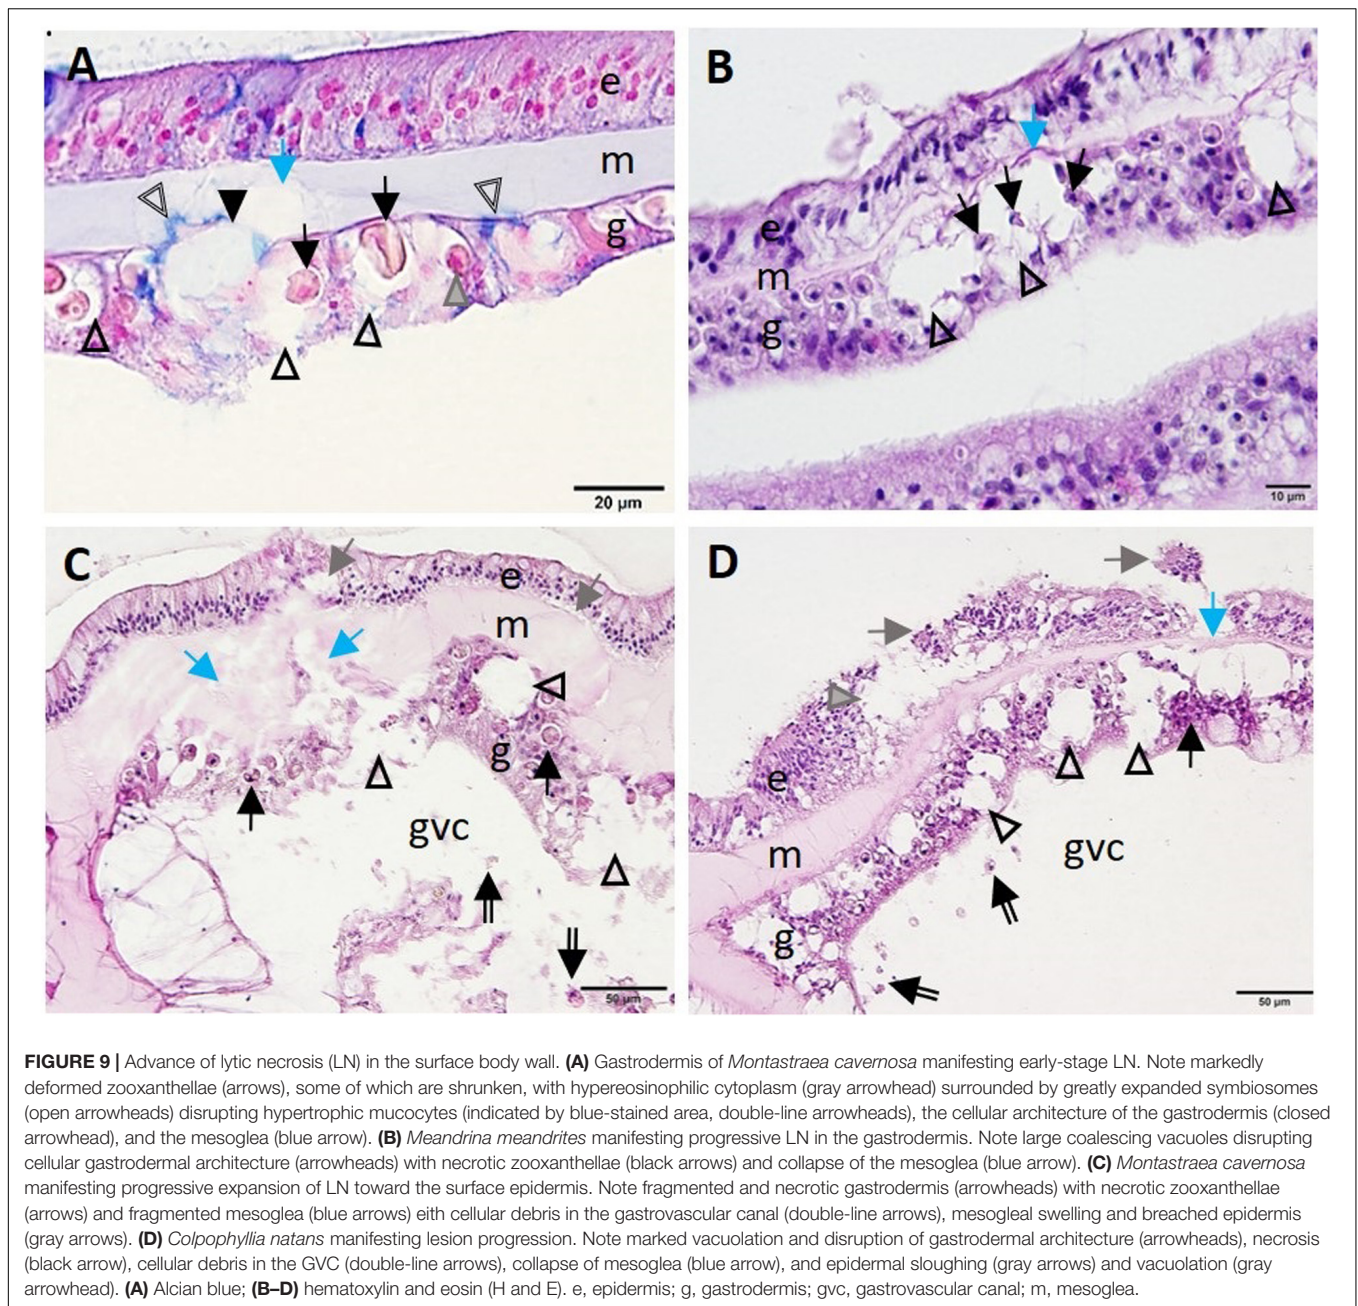 A
e
m
g
20 µm
B
e
m
g
10 µm
C
e
m
g
gvc
50 µm
D
e
m
g
gvc
50 µm
FIGURE 9 | Advance of lytic necrosis (LN) in the surface body wall. (A) Gastrodermis of Montastraea cavernosa manifesting early-stage LN. Note markedly
deformed zooxanthellae (arrows), some of which are shrunken, with hypereosinophilic cytoplasm (gray arrowhead) surrounded by greatly expanded symbiosomes
(open arrowheads) disrupting hypertrophic mucocytes (indicated by blue-stained area, double-line arrowheads), the cellular architecture of the gastrodermis (closed
arrowhead), and the mesoglea (blue arrow). (B) Meandrina meandrites manifesting progressive LN in the gastrodermis. Note large coalescing vacuoles disrupting
cellular gastrodermal architecture (arrowheads) with necrotic zooxanthellae (black arrows) and collapse of the mesoglea (blue arrow). (C) Montastraea cavernosa
manifesting progressive expansion of LN toward the surface epidermis. Note fragmented and necrotic gastrodermis (arrowheads) with necrotic zooxanthellae
(arrows) and fragmented mesoglea (blue arrows) eith cellular debris in the gastrovascular canal (double-line arrows), mesogleal swelling and breached epidermis
(gray arrows). (D) Colpophyllia natans manifesting lesion progression. Note marked vacuolation and disruption of gastrodermal architecture (arrowheads), necrosis
(black arrow), cellular debris in the GVC (double-line arrows), collapse of mesoglea (blue arrow), and epidermal sloughing (gray arrows) and vacuolation (gray
arrowhead). (A) Alcian blue; (B–D) hematoxylin and eosin (H and E). e, epidermis; g, gastrodermis; gvc, gastrovascular canal; m, mesoglea.